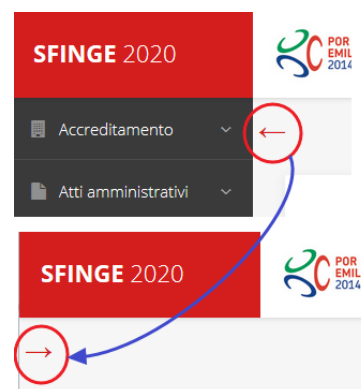 SFINGE 2020
POR
EMIL
2014
Accreditamento
←
Atti amministrativi
SFINGE 2020
POR
EMIL
2014
→